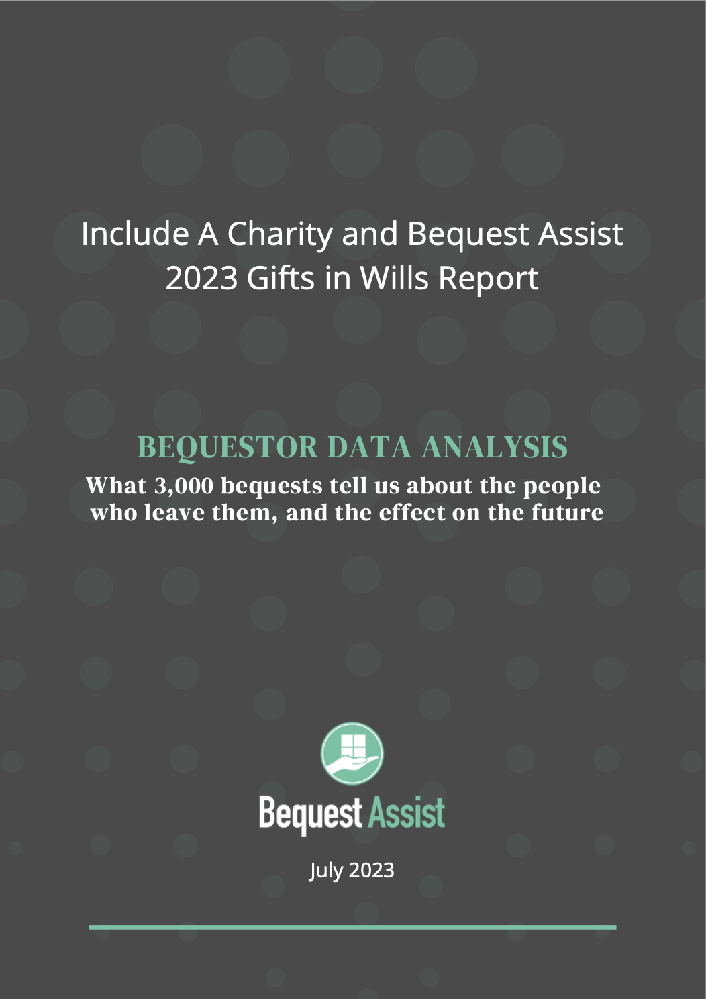 Include A Charity and Bequest Assist
2023 Gifts in Wills Report
BEQUESTOR DATA ANALYSIS
What 3,000 bequests tell us about the people
who leave them, and the effect on the future
Bequest Assist
July 2023